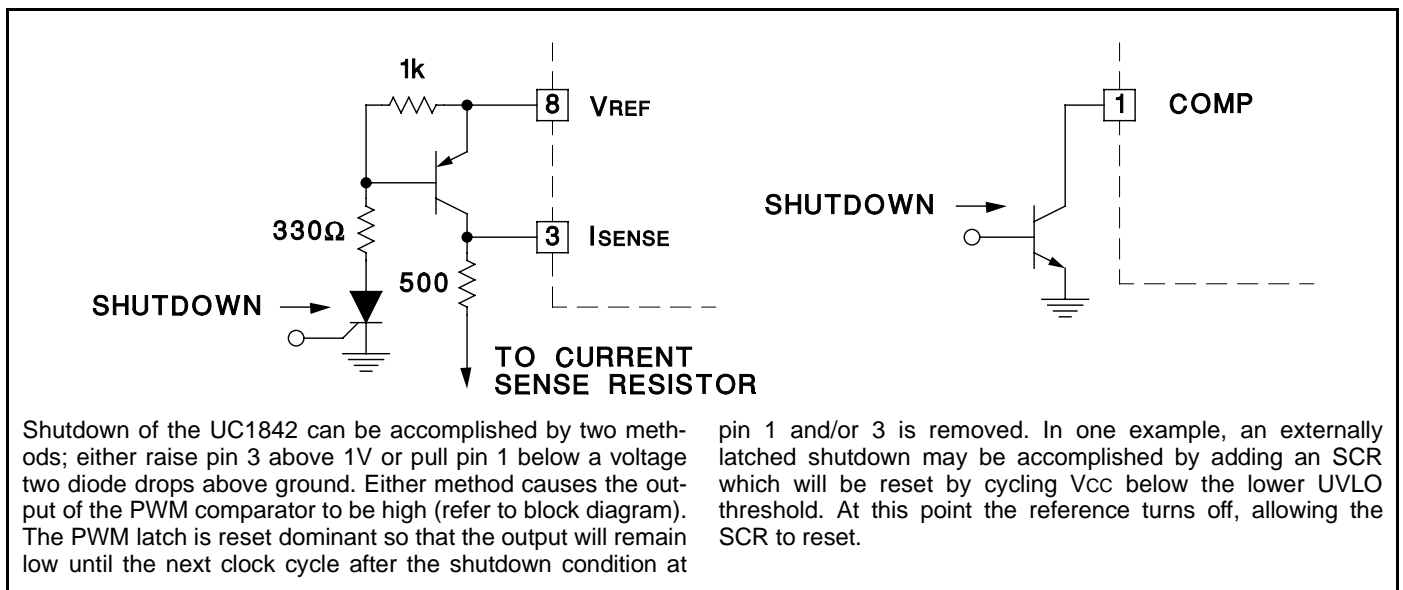 1k
8 VREF
330Ω
3 ISENSE
500
SHUTDOWN
TO CURRENT
SENSE RESISTOR
1 COMP
SHUTDOWN
Shutdown of the UC1842 can be accomplished by two meth-
ods; either raise pin 3 above 1V or pull pin 1 below a voltage
two diode drops above ground. Either method causes the out-
put of the PWM comparator to be high (refer to block diagram).
The PWM latch is reset dominant so that the output will remain
low until the next clock cycle after the shutdown condition at
pin 1 and/or 3 is removed. In one example, an externally
latched shutdown may be accomplished by adding an SCR
which will be reset by cycling VCC below the lower UVLO
threshold. At this point the reference turns off, allowing the
SCR to reset.